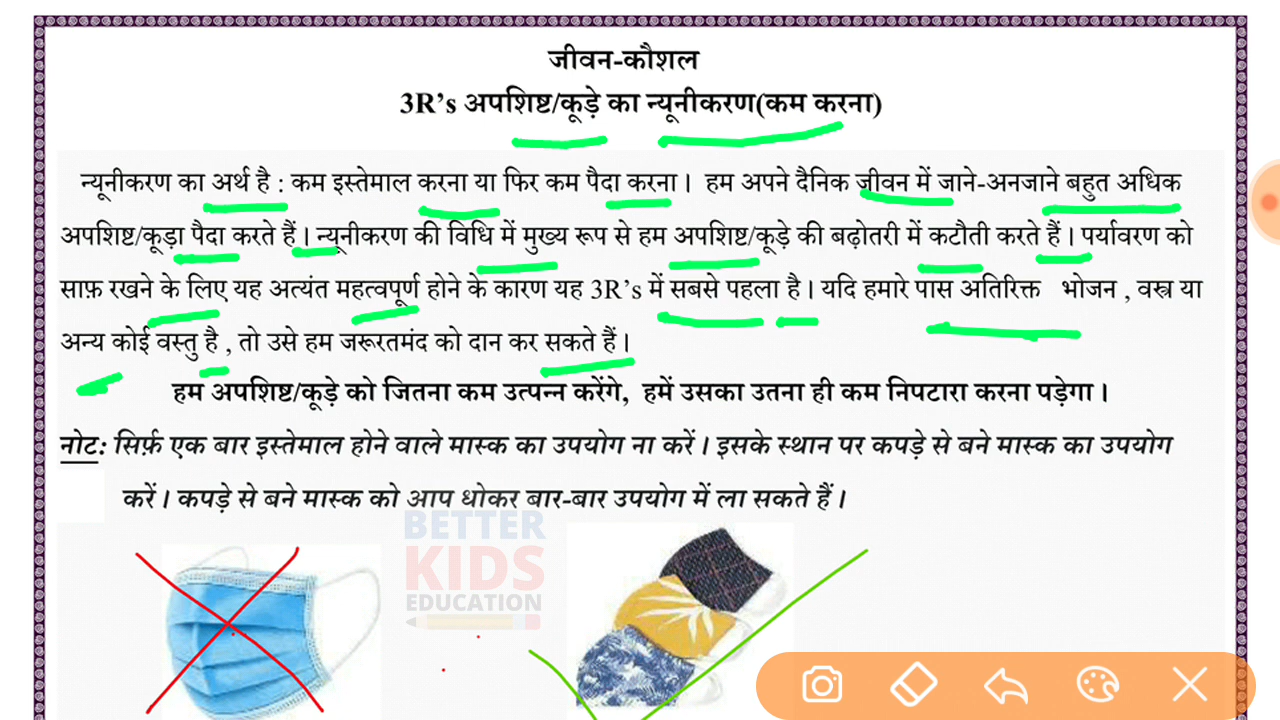 जीवन-कौशल
3R’s अपशिष्ट/कूड़े का न्यूनीकरण(कम करना)
न्यूनीकरण का अर्थ है : कम इस्तेमाल करना या फिर कम पैदा करना। हम अपने दैनिक जीवन में जाने-अनजाने बहुत अधिक
अपशिष्ट/कूड़ा पैदा करते हैं। न्यूनीकरण की विधि में मुख्य रूप से हम अपशिष्ट/कूड़े की बढ़ोतरी में कटौती करते हैं। पर्यावरण को
साफ़ रखने के लिए यह अत्यंत महत्वपूर्ण होने के कारण यह 3R’s में सबसे पहला है। यदि हमारे पास अतिरिक्त भोजन , वस्त्र या
अन्य कोई वस्तु है , तो उसे हम जरूरतमंद को दान कर सकते हैं।
हम अपशिष्ट/कूड़े को जितना कम उत्पन्न करेंगे, हमें उसका उतना ही कम निपटारा करना पड़ेगा।
नोट: सिर्फ़ एक बार इस्तेमाल होने वाले मास्क का उपयोग ना करें। इसके स्थान पर कपड़े से बने मास्क का उपयोग
करें। कपड़े से बने मास्क को आप धोकर बार-बार उपयोग में ला सकते हैं।
BETTER
KIDS
EDUCATION